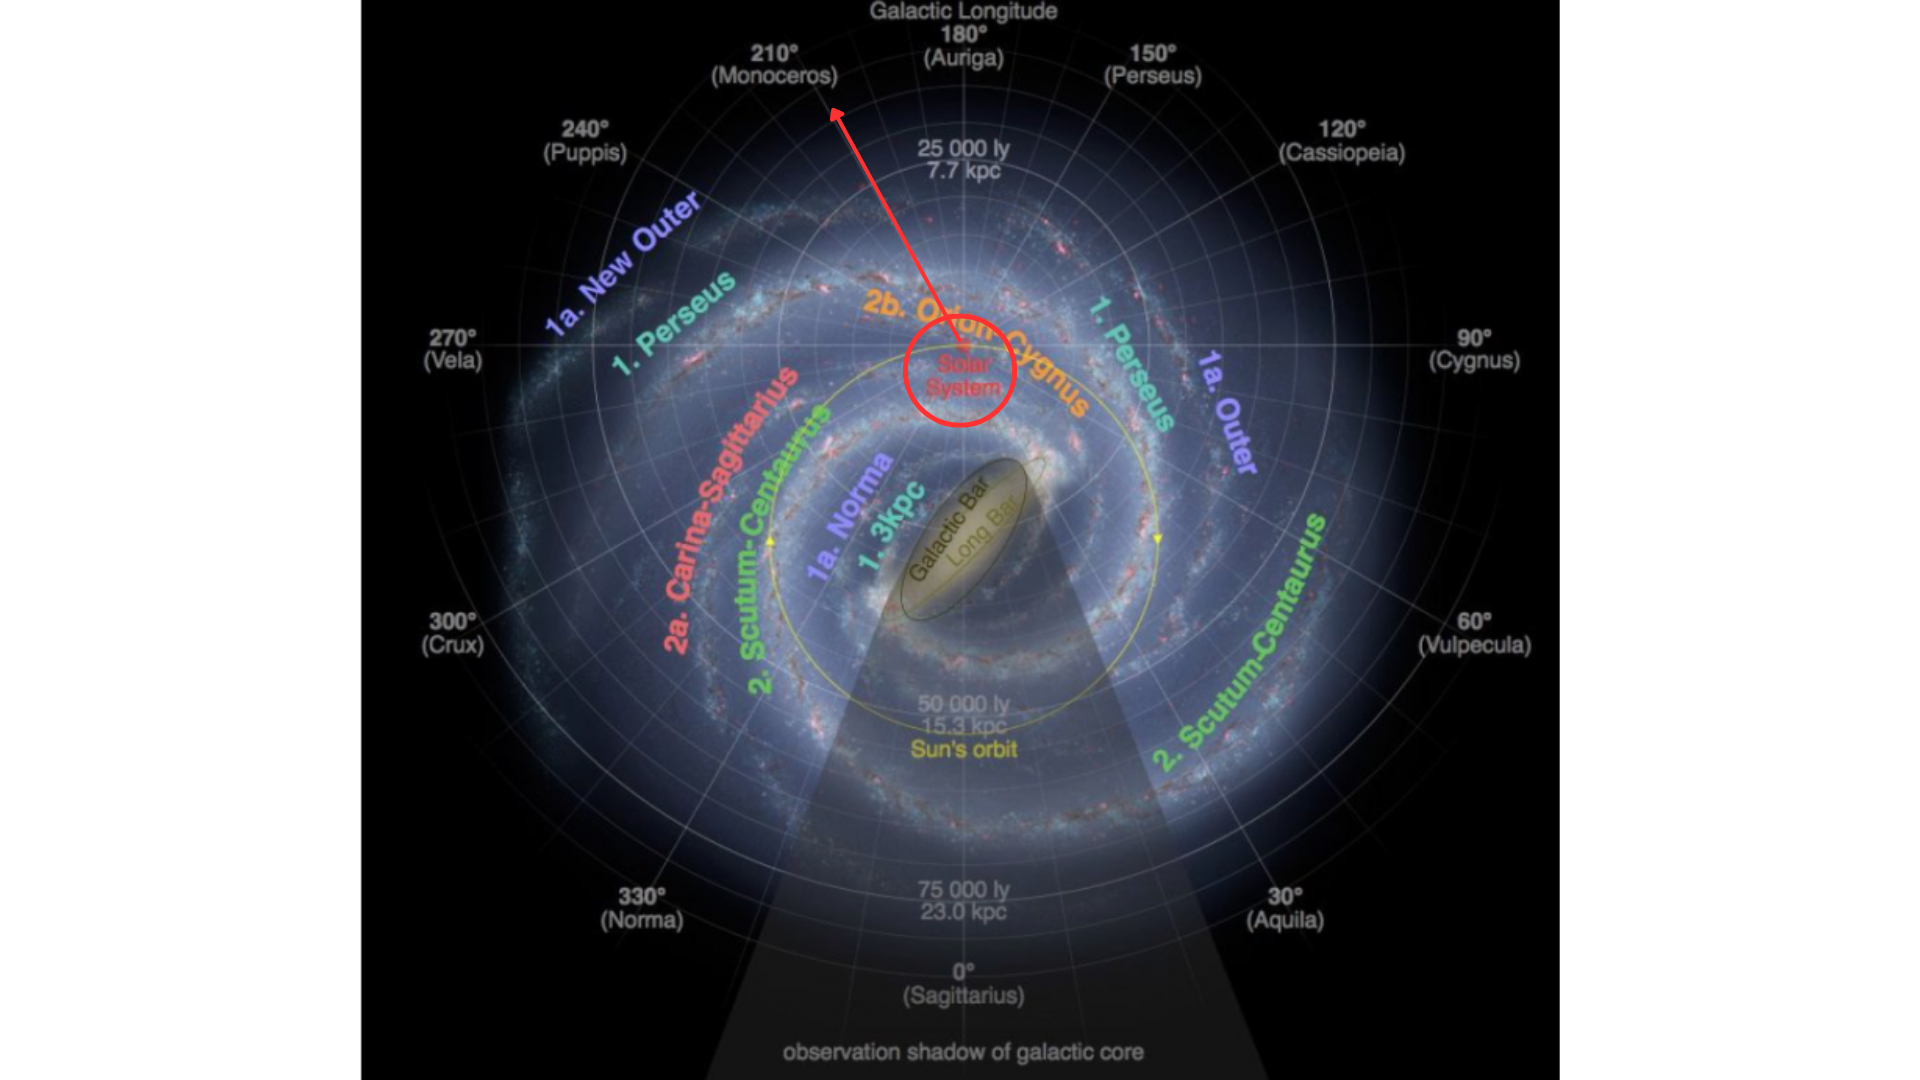 Galactic Longitude
180°
(Auriga)
210°
(Monoceros)
150°
(Perseus)
240°
(Puppis)
120°
(Cassiopeia)
25 000 ly
7.7 kpc
1a. New Outer
1. Perseus
2b. Orion-Cygnus
1. Perseus
1a. Outer
270°
(Vela)
90°
(Cygnus)
Solar
System
2a. Carina-Sagittarius
2. Scutum-Centaurus
1a. Norma
1. 3kpc
Galactic Bar
Long Bar
2. Scutum-Centaurus
300°
(Crux)
60°
(Vulpecula)
50 000 ly
15.3 kpc
Sun's orbit
75 000 ly
23.0 kpc
330°
(Norma)
30°
(Aquila)
0°
(Sagittarius)
observation shadow of galactic core